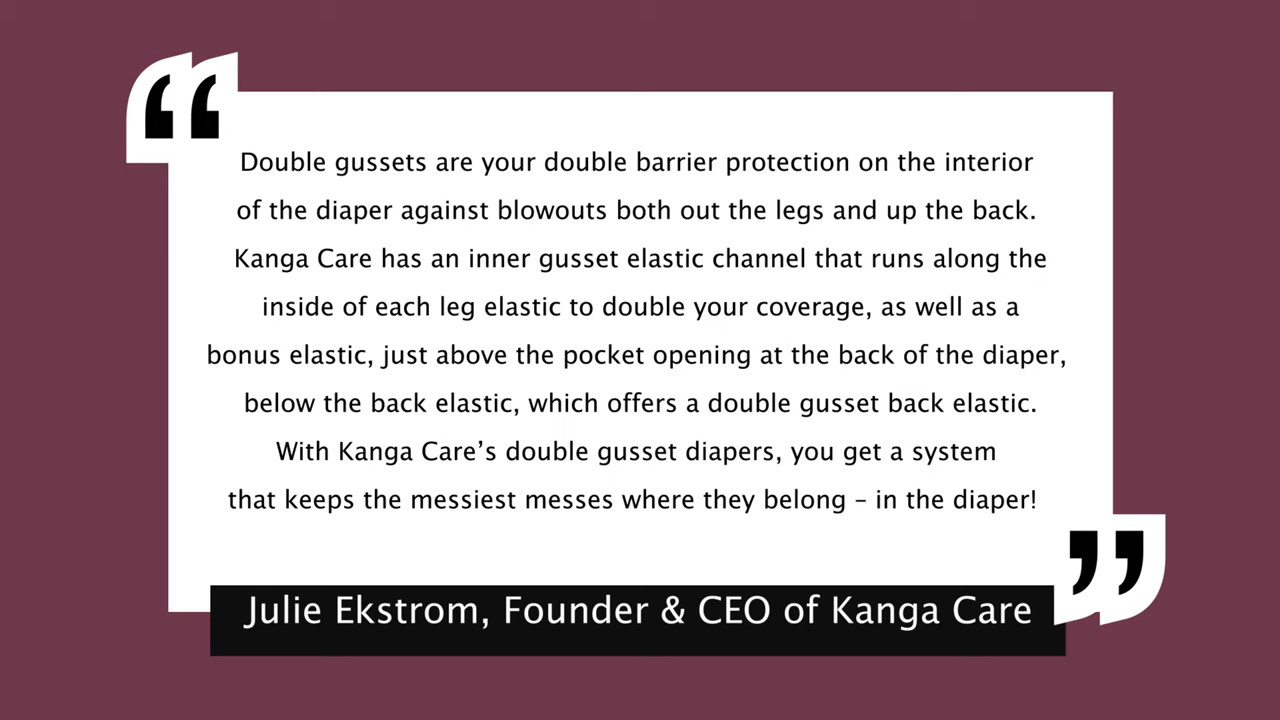 “
Double gussets are your double barrier protection on the interior
of the diaper against blowouts both out the legs and up the back.
Kanga Care has an inner gusset elastic channel that runs along the
inside of each leg elastic to double your coverage, as well as a
bonus elastic, just above the pocket opening at the back of the diaper,
below the back elastic, which offers a double gusset back elastic.
With Kanga Care’s double gusset diapers, you get a system
that keeps the messiest messes where they belong – in the diaper!
”
Julie Ekstrom, Founder & CEO of Kanga Care